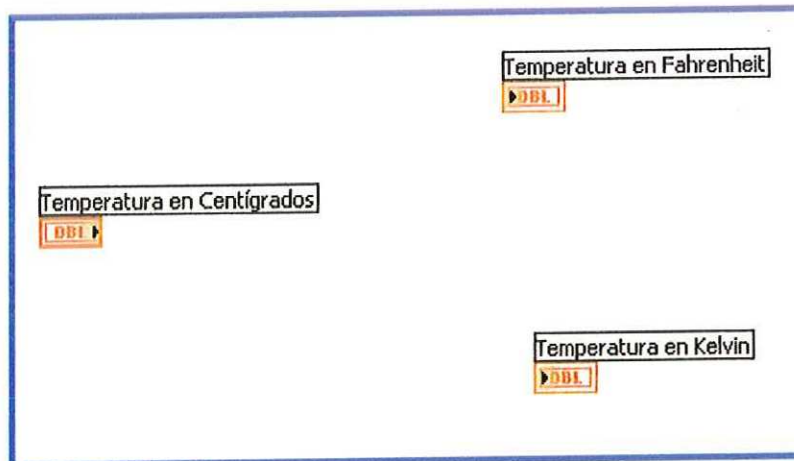 Temperatura en Fahrenheit
DBL
Temperatura en Centígrados
DBL
Temperatura en Kelvin
DBL